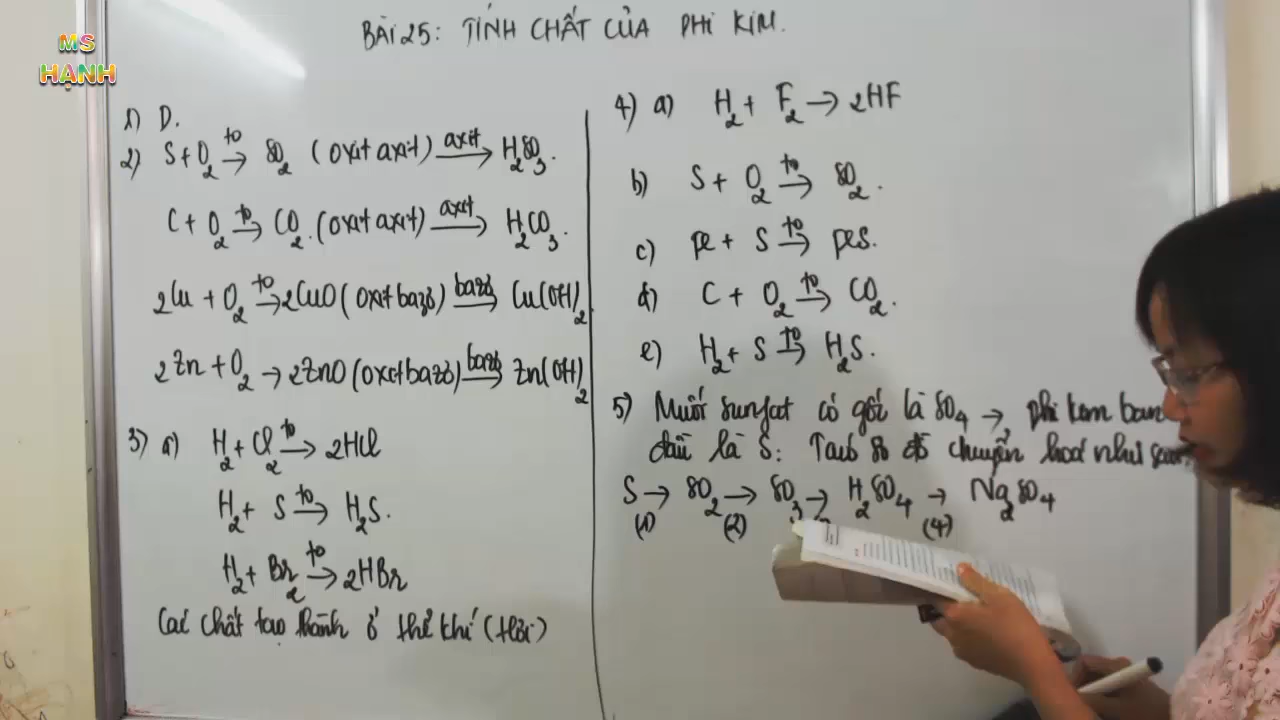 MS
HẠNH
BÀI 25: TÍNH CHẤT CỦA PHI KIM.
1) D.
2) S + O₂ →(to) SO₂ (oxit axit) →(axit) H₂SO₃.
C + O₂ →(to) CO₂. (oxit axit) →(axit) H₂CO₃.
2Cu + O₂ →(to) 2CuO (oxit bazơ) →(bazơ) Cu(OH)₂
2Zn + O₂ → 2ZnO (oxit bazơ) →(bazơ) Zn(OH)₂
3) a) H₂ + Cl₂ →(to) 2HCl
H₂ + S →(to) H₂S.
H₂ + Br₂ →(to) 2HBr
Các chất tạo thành ở thể khí (hơi)
4) a) H₂ + F₂ → 2HF
b) S + O₂ →(to) SO₂.
c) Fe + S →(to) FeS.
d) C + O₂ →(to) CO₂.
e) H₂ + S →(to) H₂S.
5) Muối sunfat có gốc là SO₄ →, phi kim ban
đầu là S. Ta có sơ đồ chuyển hoá như sau:
S →(1) SO₂ →(2) SO₃ → H₂SO₄ →(4) Na₂SO₄